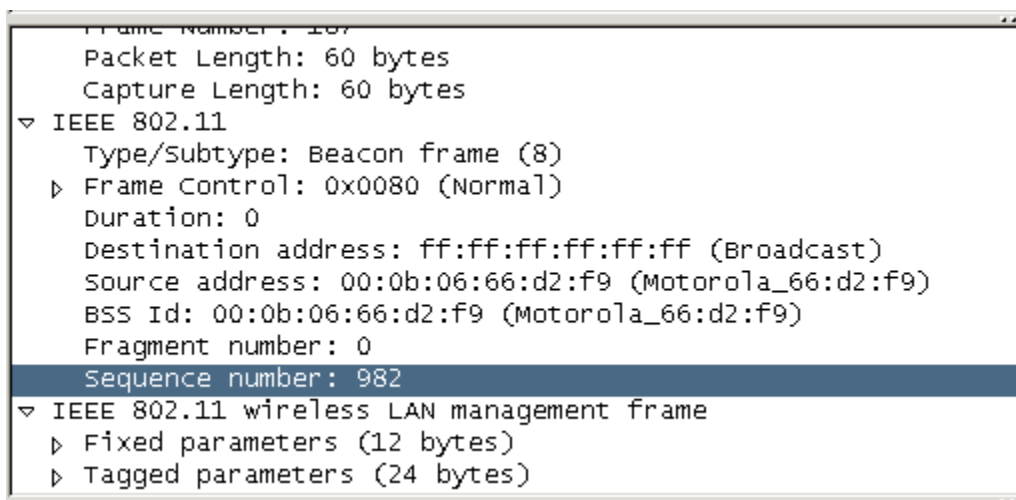 Packet Length: 60 bytes
Capture Length: 60 bytes
IEEE 802.11
Type/Subtype: Beacon frame (8)
Frame Control: 0x0080 (Normal)
Duration: 0
Destination address: ff:ff:ff:ff:ff:ff (Broadcast)
Source address: 00:0b:06:66:d2:f9 (Motorola_66:d2:f9)
BSS Id: 00:0b:06:66:d2:f9 (Motorola_66:d2:f9)
Fragment number: 0
Sequence number: 982
IEEE 802.11 wireless LAN management frame
Fixed parameters (12 bytes)
Tagged parameters (24 bytes)